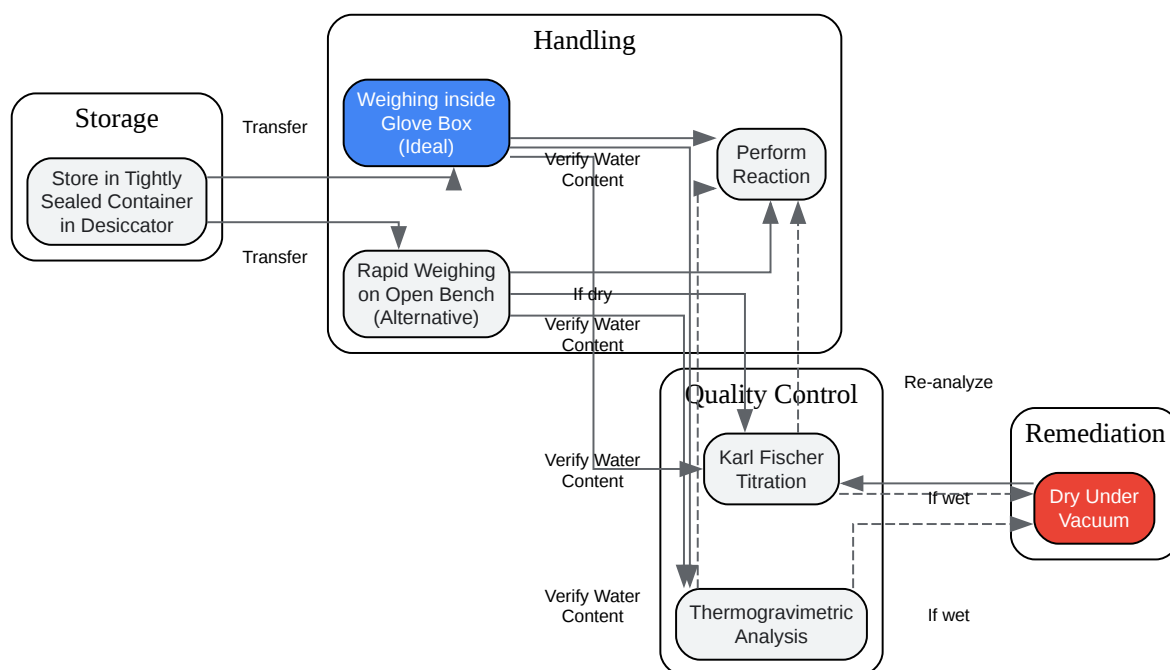 Handling
Storage
Transfer
Weighing inside
Glove Box
(Ideal)
Verify Water
Content
Perform
Reaction
Store in Tightly
Sealed Container
in Desiccator
Transfer
Rapid Weighing
on Open Bench
(Alternative)
If dry
Verify Water
Content
Re-analyze
Quality Control
Remediation
Verify Water
Content
Karl Fischer
Titration
If wet
Dry Under
Vacuum
Verify Water
Content
Thermogravimetric
Analysis
If wet